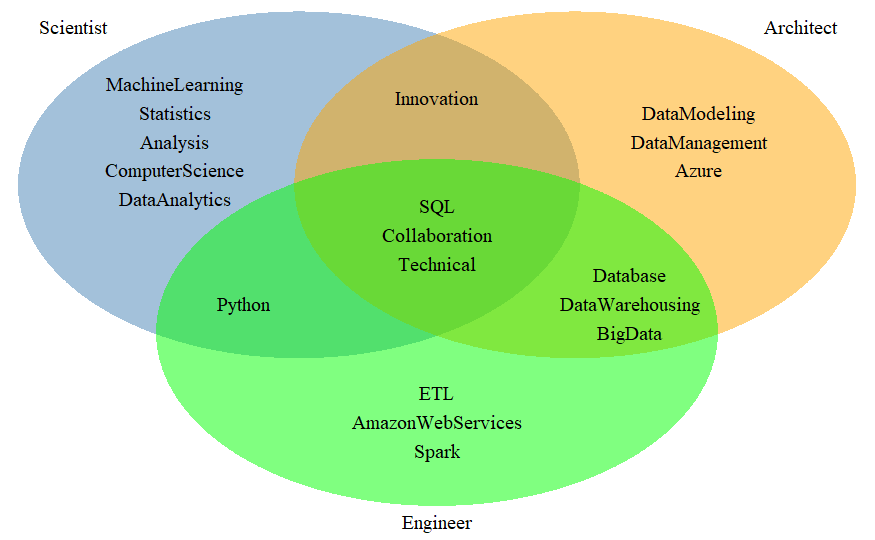 Scientist
Architect
MachineLearning
Statistics
Analysis
ComputerScience
DataAnalytics
Innovation
DataModeling
DataManagement
Azure
SQL
Collaboration
Technical
Python
Database
DataWarehousing
BigData
ETL
AmazonWebServices
Spark
Engineer